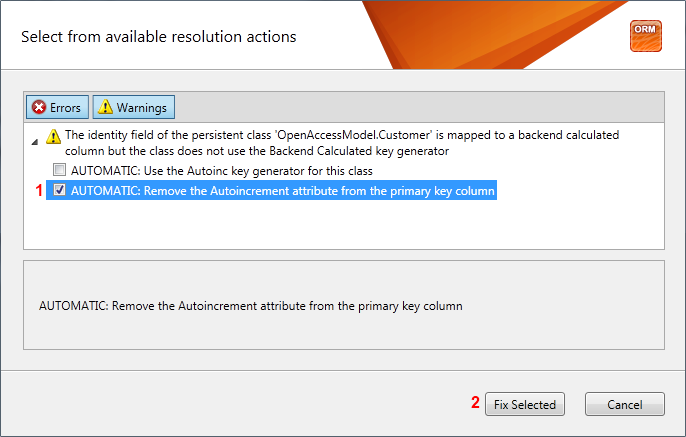 Select from available resolution actions
ORM
Errors
Warnings
The identity field of the persistent class 'OpenAccessModel.Customer' is mapped to a backend calculated
column but the class does not use the Backend Calculated key generator
AUTOMATIC: Use the Autoinc key generator for this class
1 AUTOMATIC: Remove the Autoincrement attribute from the primary key column
AUTOMATIC: Remove the Autoincrement attribute from the primary key column
2 Fix Selected
Cancel